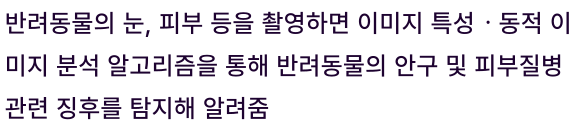 반려동물의 눈, 피부 등을 촬영하면 이미지 특성 · 동적 이
미지 분석 알고리즘을 통해 반려동물의 안구 및 피부질병
관련 징후를 탐지해 알려줌